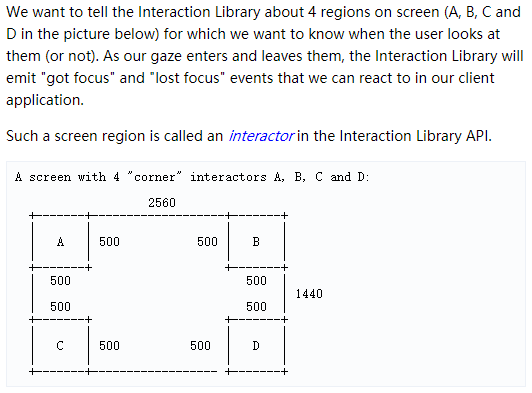 We want to tell the Interaction Library about 4 regions on screen (A, B, C and
D in the picture below) for which we want to know when the user looks at
them (or not). As our gaze enters and leaves them, the Interaction Library will
emit "got focus" and "lost focus" events that we can react to in our client
application.
Such a screen region is called an interactor in the Interaction Library API.
A screen with 4 "corner" interactors A, B, C and D:
2560
A 500 500 B
500 500
1440
500 500
C 500 500 D